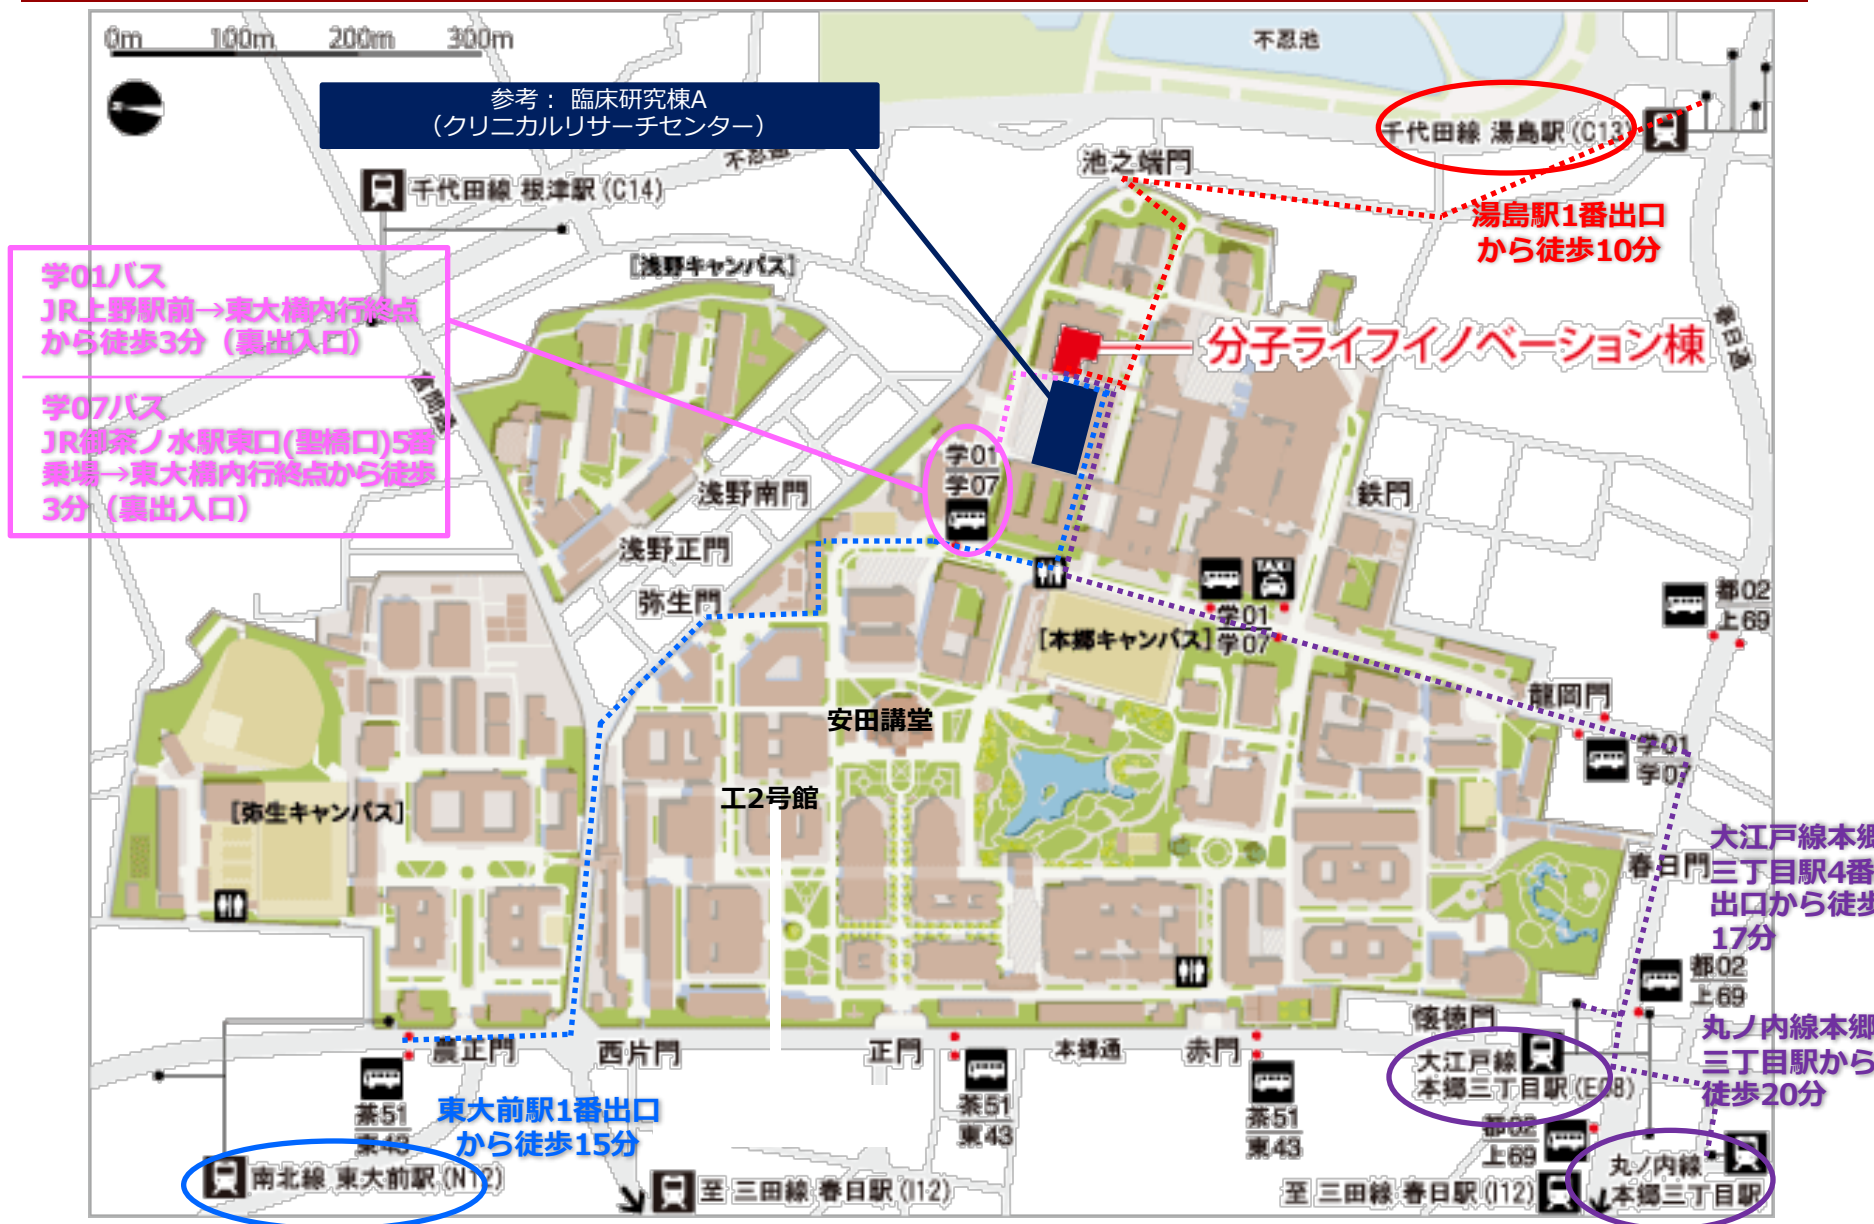 0m 100m 200m 300m
不忍池
参考： 臨床研究棟A
（クリニカルリサーチセンター）
千代田線 湯島駅 (C13)
不忍通
池之端門
千代田線 根津駅 (C14)
湯島駅1番出口
から徒歩10分
[浅野キャンパス]
学01バス
JR上野駅前→東大構内行終点
から徒歩3分（裏出入口）
学07バス
JR御茶ノ水駅東口(聖橋口)5番
乗場→東大構内行終点から徒歩
3分（裏出入口）
春日通
分子ライフイノベーション棟
学01
学07
浅野南門
鉄門
浅野正門
弥生門
TAXI
学01
学07
都02
上69
[本郷キャンパス]
龍岡門
安田講堂
学01
学07
工2号館
[弥生キャンパス]
大江戸線本郷
三丁目駅4番
出口から徒歩
17分
春日門
都02
上69
懐徳門
丸ノ内線本郷
三丁目駅から
徒歩20分
農正門
西片門
正門
本郷通
赤門
大江戸線
本郷三丁目駅 (E08)
茶51
東43
東大前駅1番出口
から徒歩15分
茶51
東43
茶51
東43
都02
上69
南北線 東大前駅 (N12)
至 三田線 春日駅 (I12)
至 三田線 春日駅 (I12)
丸ノ内線
本郷三丁目駅